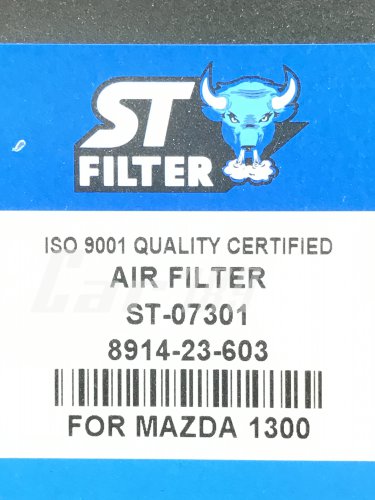 ST
FILTER
ISO 9001 QUALITY CERTIFIED
AIR FILTER
ST-07301
8914-23-603
FOR MAZDA 1300